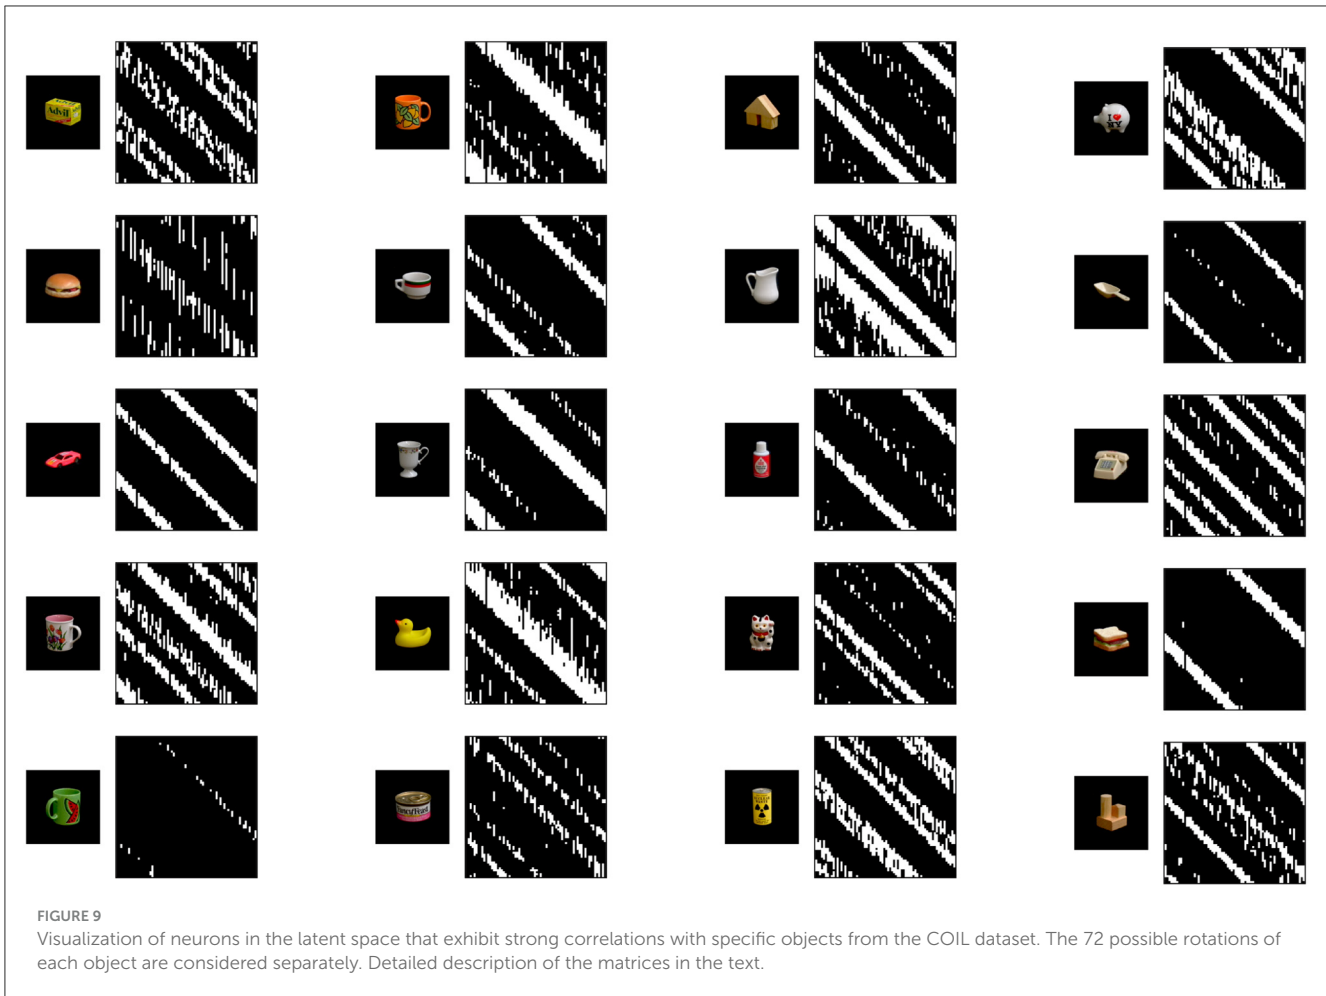 Advil
I ♥
NY
FIGURE 9
Visualization of neurons in the latent space that exhibit strong correlations with specific objects from the COIL dataset. The 72 possible rotations of
each object are considered separately. Detailed description of the matrices in the text.